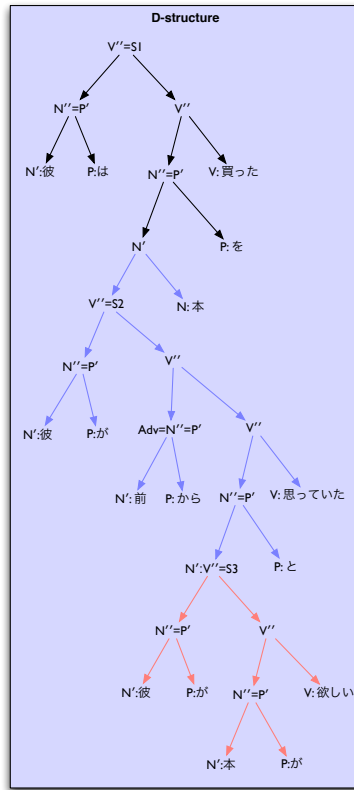 D-structure
V''=S1
N''=P' V''
N':彼 P:は N''=P' V: 買った
N' P: を
V''=S2 N: 本
N''=P' V''
N':彼 P:が Adv=N''=P' V''
N': 前 P: から N''=P' V: 思っていた
N':V''=S3 P: と
N''=P' V''
N':彼 P:が N''=P' V: 欲しい
N':本 P:が